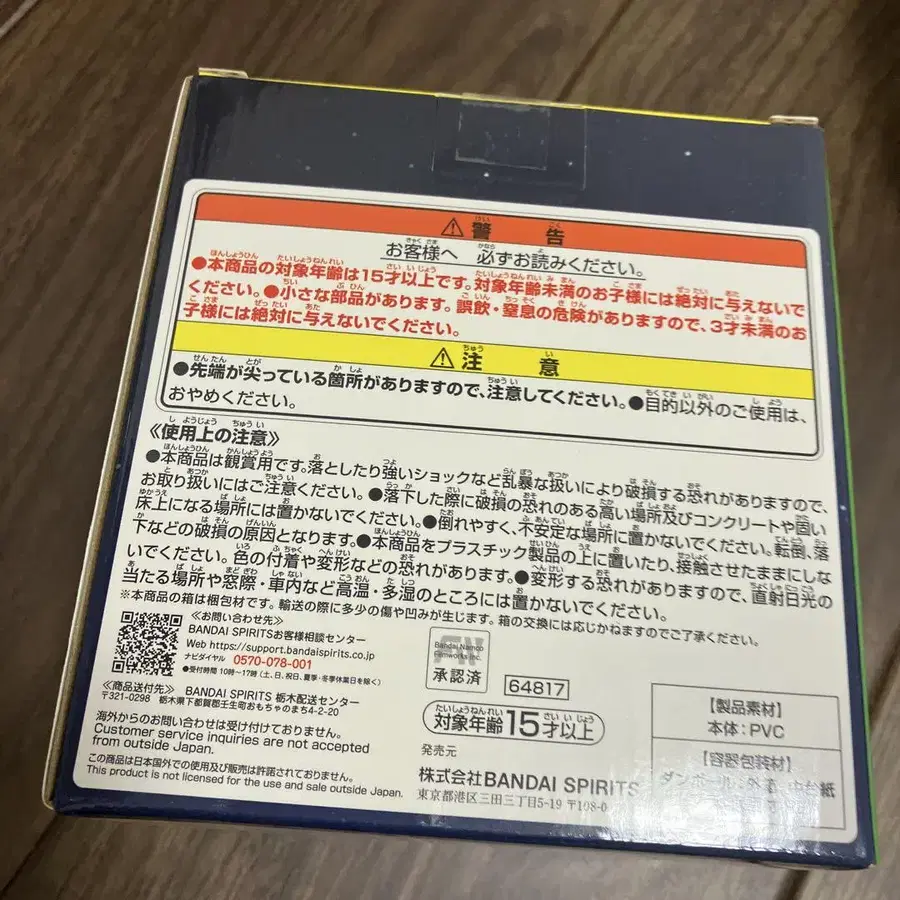 ⚠警告
お客様へ 必ずお読みください。
●本商品の対象年齢は15才以上です。対象年齢未満のお子様には絶対に与えないで
ください。●小さな部品があります。誤飲・窒息の危険がありますので、3才未満のお
子様には絶対に与えないでください。
⚠注意
●先端が尖っている箇所がありますので、注意してください。●目的以外のご使用は、
おやめください。
《使用上の注意》
●本商品は観賞用です。落としたり強いショックなど乱暴な扱いにより破損する恐れがありますので
お取り扱いにはご注意ください。●落下した際に破損の恐れのある高い場所及びコンクリートや固い
床上になる場所には置かないでください。●倒れやすく、不安定な場所に置かないでください。転倒、落
下などの破損の原因となります。●本商品をプラスチック製品の上に置いたり、接触させたままにしな
いでください。色の付着や変形などの恐れがあります。●変形する恐れがありますので、直射日光の
当たる場所や窓際・車内など高温・多湿のところには置かないでください。
※本商品の箱は梱包材です。輸送の際に多少の傷や凹みが生じます。箱の交換には応じかねますのでご了承ください。
《お問い合わせ先》
BANDAI SPIRITSお客様相談センター
Web https://support.bandaispirits.co.jp
ナビダイヤル 0570-078-001
●受付時間 10時〜17時(土、日、祝日、夏季・冬季休業日を除く)
《商品送付先》 BANDAI SPIRITS 栃木配送センター
〒321-0298 栃木県下都賀郡壬生町おもちゃのまち4-2-20
海外からのお問い合わせは受け付けておりません。
Customer service inquiries are not accepted
from outside Japan.
この商品は日本国外での使用及び販売は許諾されておりません。
This product is not licensed for the use and sale outside Japan.
Bandai Namco
Filmworks Inc.
承認済
64817
対象年齢15才以上
発売元
株式会社BANDAI SPIRITS
東京都港区三田三丁目5-19 〒108-0
【製品素材】
本体:PVC
【容器包装材】
ダンボール:外箱、中台紙